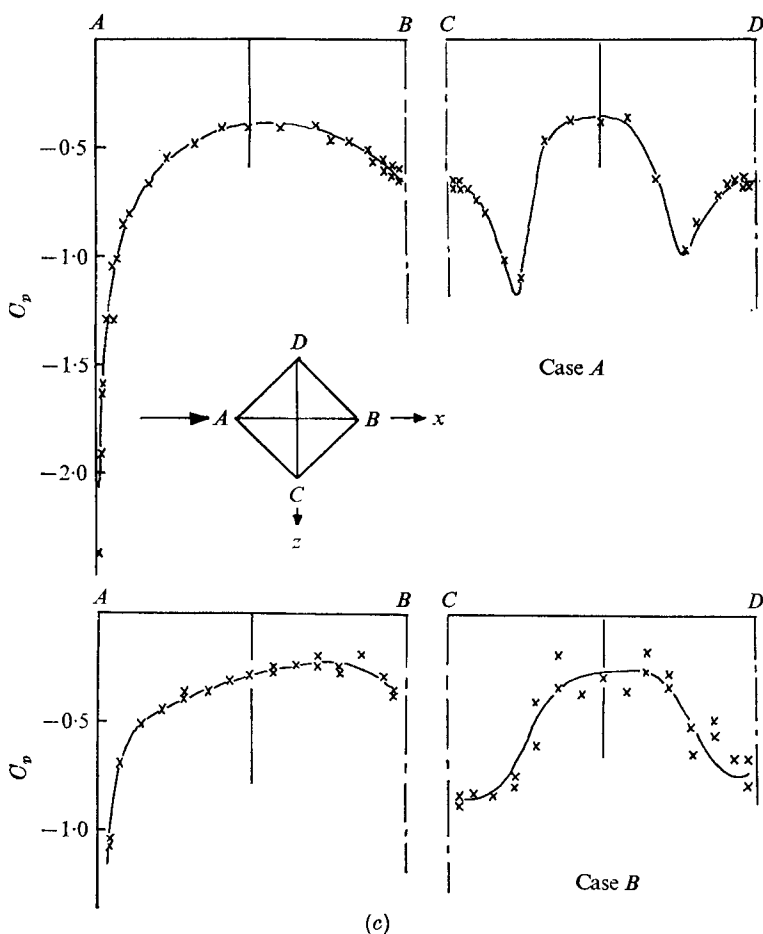 A B C D
−0·5
−1·0
−1·5
−2·0
C_p
Case A
D
A B x
C
z
A B C D
−0·5
−1·0
C_p
Case B
(c)